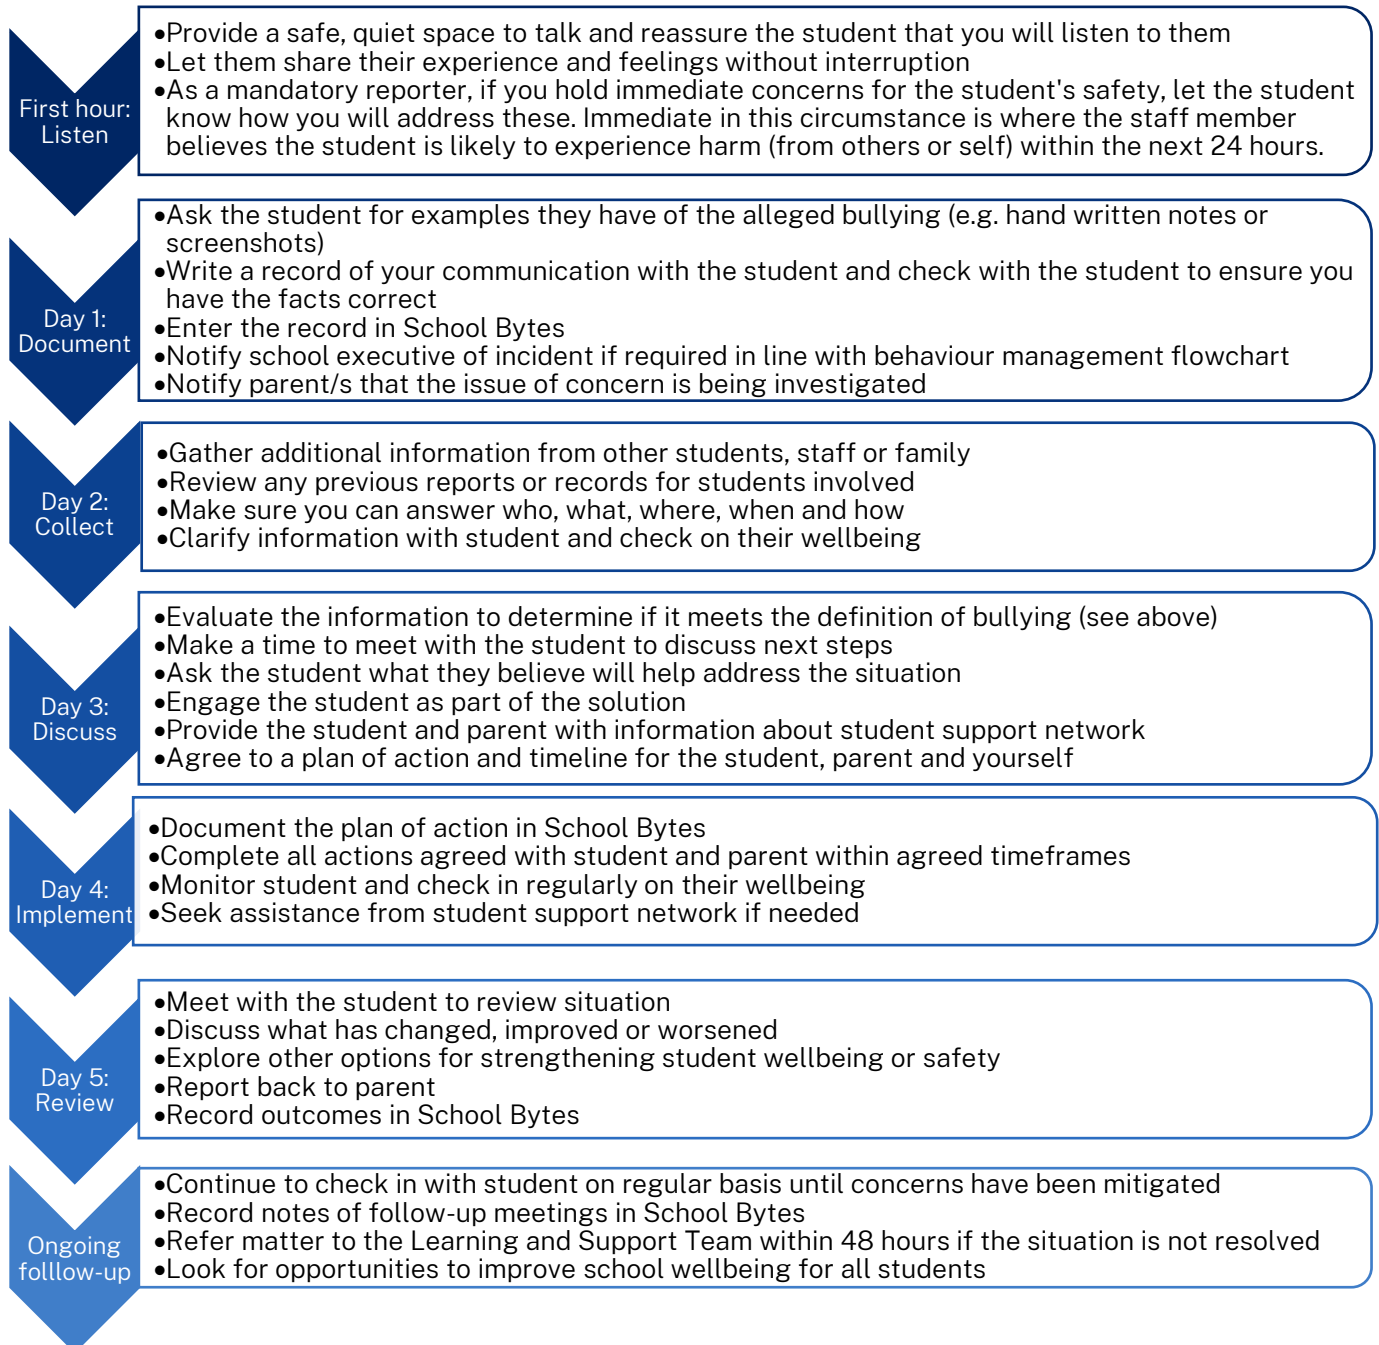 First hour:
Listen
•Provide a safe, quiet space to talk and reassure the student that you will listen to them
•Let them share their experience and feelings without interruption
•As a mandatory reporter, if you hold immediate concerns for the student's safety, let the student
know how you will address these. Immediate in this circumstance is where the staff member
believes the student is likely to experience harm (from others or self) within the next 24 hours.
Day 1:
Document
•Ask the student for examples they have of the alleged bullying (e.g. hand written notes or
screenshots)
•Write a record of your communication with the student and check with the student to ensure you
have the facts correct
•Enter the record in School Bytes
•Notify school executive of incident if required in line with behaviour management flowchart
•Notify parent/s that the issue of concern is being investigated
Day 2:
Collect
•Gather additional information from other students, staff or family
•Review any previous reports or records for students involved
•Make sure you can answer who, what, where, when and how
•Clarify information with student and check on their wellbeing
Day 3:
Discuss
•Evaluate the information to determine if it meets the definition of bullying (see above)
•Make a time to meet with the student to discuss next steps
•Ask the student what they believe will help address the situation
•Engage the student as part of the solution
•Provide the student and parent with information about student support network
•Agree to a plan of action and timeline for the student, parent and yourself
Day 4:
Implement
•Document the plan of action in School Bytes
•Complete all actions agreed with student and parent within agreed timeframes
•Monitor student and check in regularly on their wellbeing
•Seek assistance from student support network if needed
Day 5:
Review
•Meet with the student to review situation
•Discuss what has changed, improved or worsened
•Explore other options for strengthening student wellbeing or safety
•Report back to parent
•Record outcomes in School Bytes
Ongoing
folllow-up
•Continue to check in with student on regular basis until concerns have been mitigated
•Record notes of follow-up meetings in School Bytes
•Refer matter to the Learning and Support Team within 48 hours if the situation is not resolved
•Look for opportunities to improve school wellbeing for all students